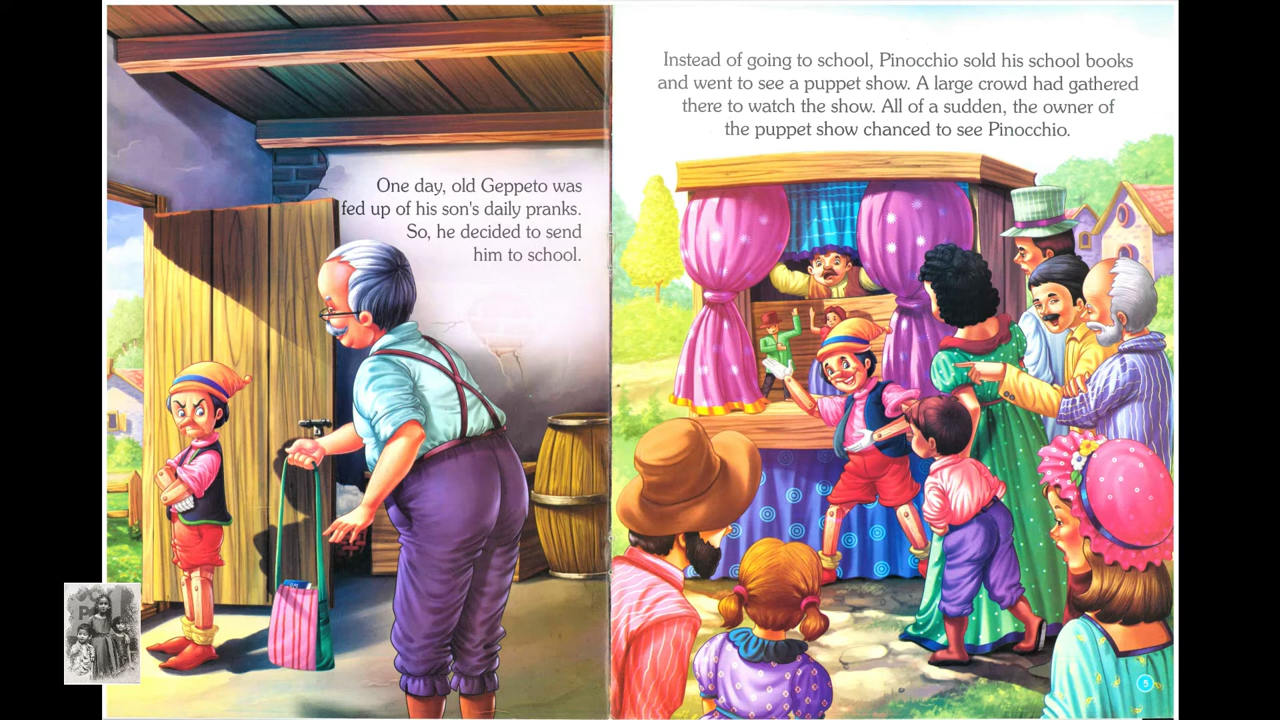 One day, old Geppeto was
fed up of his son's daily pranks.
So, he decided to send
him to school.
Instead of going to school, Pinocchio sold his school books
and went to see a puppet show. A large crowd had gathered
there to watch the show. All of a sudden, the owner of
the puppet show chanced to see Pinocchio.
5